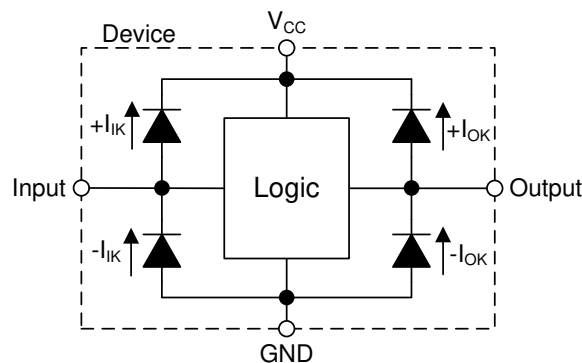 V_CC
Device
+I_IK
+I_OK
Input
Logic
Output
-I_IK
-I_OK
GND